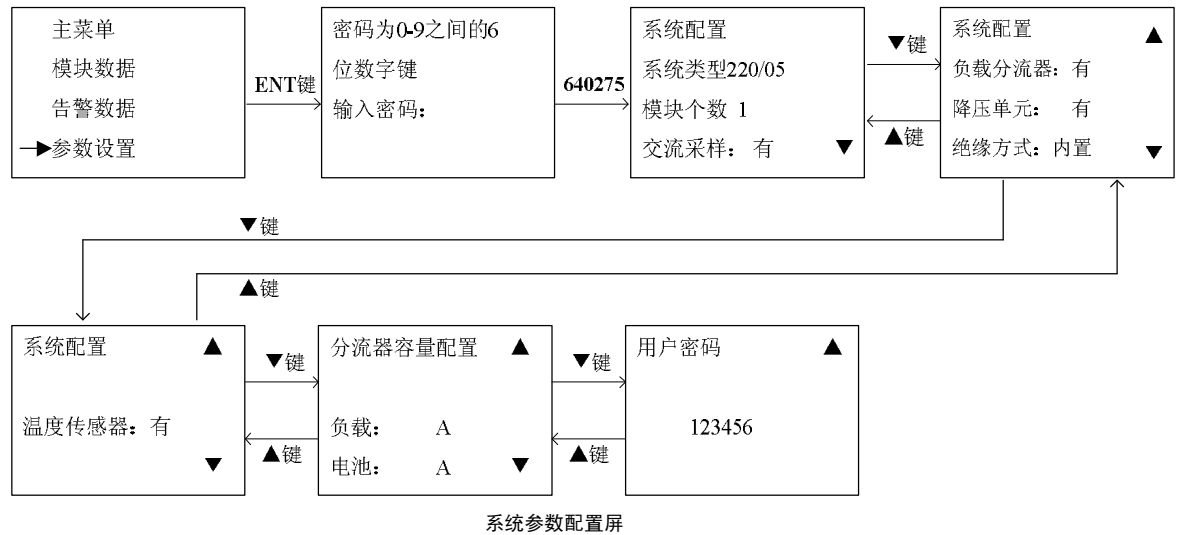 主菜单
模块数据
告警数据
参数设置
ENT键
密码为0-9之间的6
位数字键
输入密码：
640275
系统配置
系统类型220/05
模块个数 1
交流采样： 有 ▼
▼键
▲键
系统配置 ▲
负载分流器：有
降压单元： 有
绝缘方式：内置 ▼
▼键
▲键
系统配置 ▲
温度传感器：有
▼
▼键
▲键
分流器容量配置 ▲
负载： A
电池： A ▼
▼键
▲键
用户密码 ▲
123456
系统参数配置屏